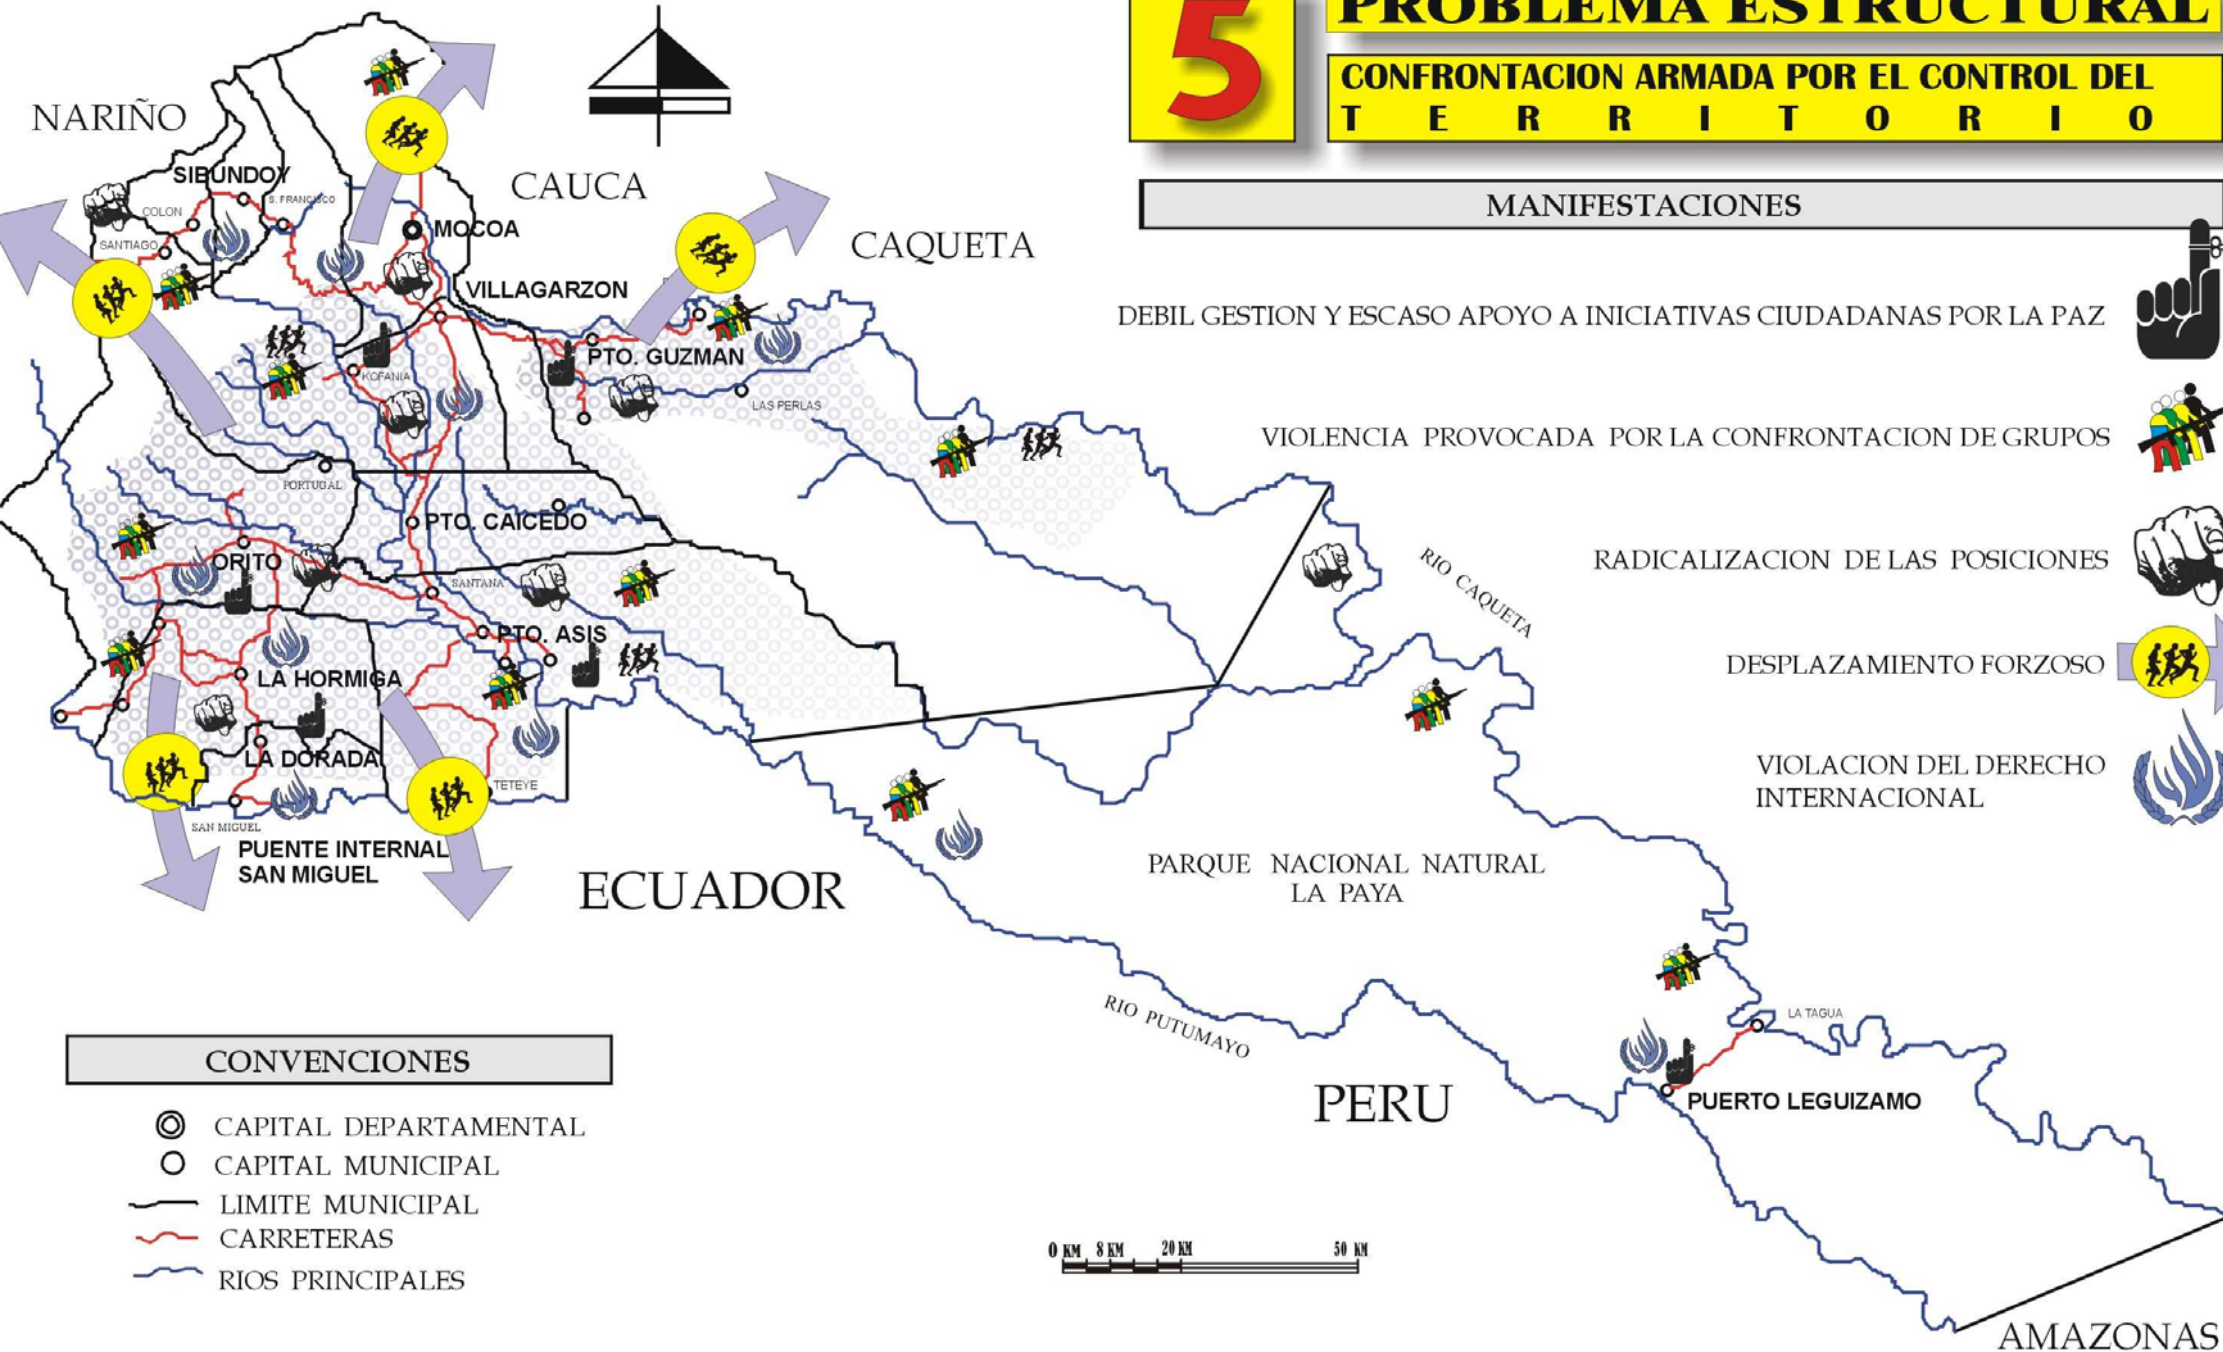 5
PROBLEMA ESTRUCTURAL
CONFRONTACION ARMADA POR EL CONTROL DEL
TERRITORIO
MANIFESTACIONES
DEBIL GESTION Y ESCASO APOYO A INICIATIVAS CIUDADANAS POR LA PAZ
VIOLENCIA PROVOCADA POR LA CONFRONTACION DE GRUPOS
RADICALIZACION DE LAS POSICIONES
DESPLAZAMIENTO FORZOSO
VIOLACION DEL DERECHO
INTERNACIONAL
NARIÑO
CAUCA
CAQUETA
SIBUNDOY
S. FRANCISCO
COLON
SANTIAGO
MOCOA
VILLAGARZON
PTO. GUZMAN
KOFANIA
LAS PERLAS
PORTUGAL
PTO. CAICEDO
ORITO
SANTANA
PTO. ASIS
LA HORMIGA
LA DORADA
TETEYE
SAN MIGUEL
PUENTE INTERNAL
SAN MIGUEL
ECUADOR
RIO CAQUETA
PARQUE NACIONAL NATURAL
LA PAYA
RIO PUTUMAYO
LA TAGUA
PUERTO LEGUIZAMO
PERU
AMAZONAS
CONVENCIONES
CAPITAL DEPARTAMENTAL
CAPITAL MUNICIPAL
LIMITE MUNICIPAL
CARRETERAS
RIOS PRINCIPALES
0 KM 8 KM 20 KM 50 KM